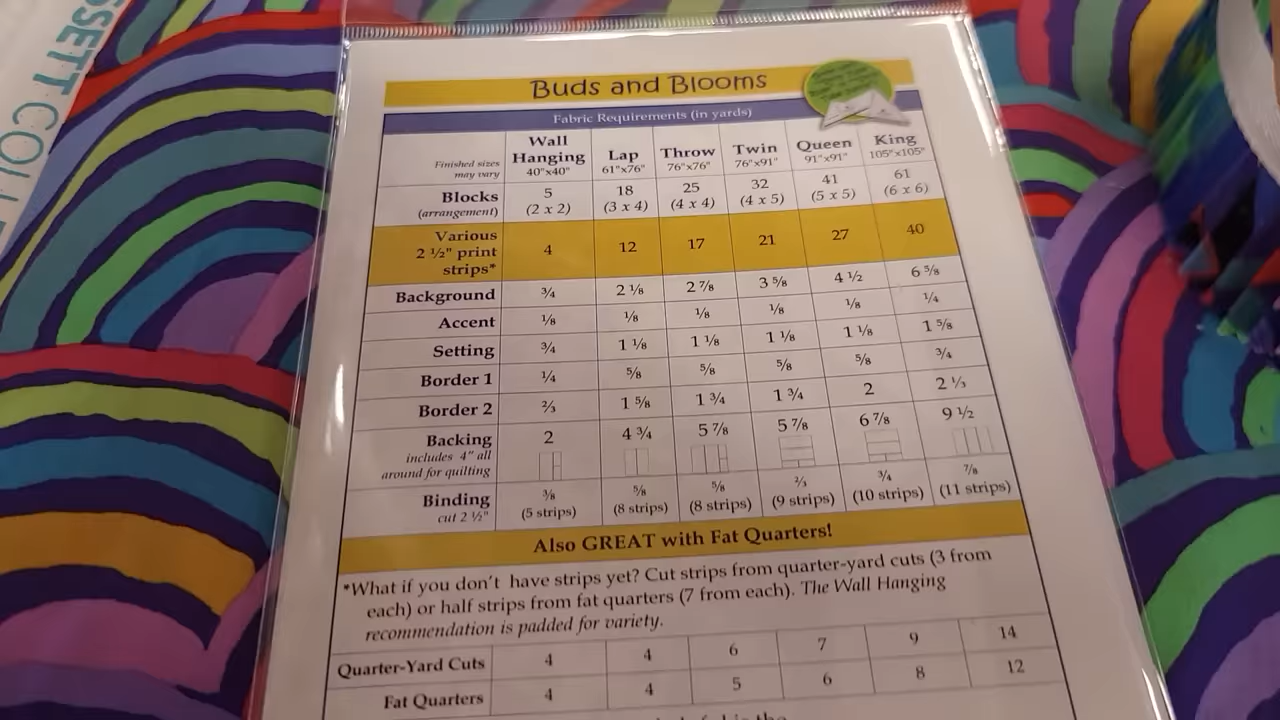 SSETT COLLE
Buds and Blooms
Fabric Requirements (in yards)
Finished sizes may vary Wall Hanging 40"x40" Lap 61"x76" Throw 76"x76" Twin 76"x91" Queen 91"x91" King 105"x105"
Blocks (arrangement) 5 (2 x 2) 18 (3 x 4) 25 (4 x 4) 32 (4 x 5) 41 (5 x 5) 61 (6 x 6)
Various 2 ½" print strips* 4 12 17 21 27 40
Background ¾ 2 ⅛ 2 ⅞ 3 ⅝ 4 ½ 6 ⅝
Accent ⅛ ⅛ ⅛ ⅛ ⅛ ¼
Setting ¾ 1 ⅛ 1 ⅛ 1 ⅛ 1 ⅛ 1 ⅝
Border 1 ¼ ⅝ ⅝ ⅝ ⅝ ¾
Border 2 ⅔ 1 ⅝ 1 ¾ 1 ¾ 2 2 ⅓
Backing includes 4" all around for quilting 2 4 ¾ 5 ⅞ 5 ⅞ 6 ⅞ 9 ½
Binding cut 2 ½" ⅜ (5 strips) ⅝ (8 strips) ⅝ (8 strips) ⅔ (9 strips) ¾ (10 strips) ⅞ (11 strips)
Also GREAT with Fat Quarters!
*What if you don't have strips yet? Cut strips from quarter-yard cuts (3 from
each) or half strips from fat quarters (7 from each). The Wall Hanging
recommendation is padded for variety.
Quarter-Yard Cuts 4 4 6 7 9 14
Fat Quarters 4 4 5 6 8 12